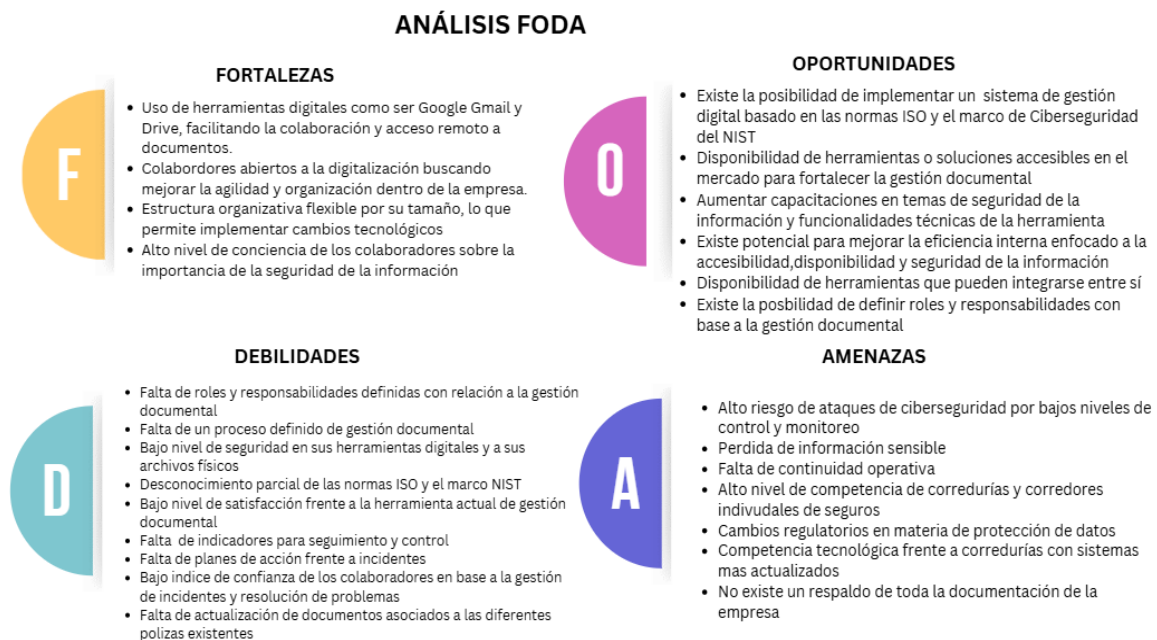 ANÁLISIS FODA
FORTALEZAS
F
• Uso de herramientas digitales como ser Google Gmail y
Drive, facilitando la colaboración y acceso remoto a
documentos.
• Colabordores abiertos a la digitalización buscando
mejorar la agilidad y organización dentro de la empresa.
• Estructura organizativa flexible por su tamaño, lo que
permite implementar cambios tecnológicos
• Alto nivel de conciencia de los colaboradores sobre la
importancia de la seguridad de la información
OPORTUNIDADES
O
• Existe la posibilidad de implementar un sistema de gestión
digital basado en las normas ISO y el marco de Ciberseguridad
del NIST
• Disponibilidad de herramientas o soluciones accesibles en el
mercado para fortalecer la gestión documental
• Aumentar capacitaciones en temas de seguridad de la
información y funcionalidades técnicas de la herramienta
• Existe potencial para mejorar la eficiencia interna enfocado a la
accesibilidad,disponibilidad y seguridad de la información
• Disponibilidad de herramientas que pueden integrarse entre sí
• Existe la posbilidad de definir roles y responsabilidades con
base a la gestión documental
DEBILIDADES
D
• Falta de roles y responsabilidades definidas con relación a la gestión
documental
• Falta de un proceso definido de gestión documental
• Bajo nivel de seguridad en sus herramientas digitales y a sus
archivos físicos
• Desconocimiento parcial de las normas ISO y el marco NIST
• Bajo nivel de satisfacción frente a la herramienta actual de gestión
documental
• Falta de indicadores para seguimiento y control
• Falta de planes de acción frente a incidentes
• Bajo indice de confianza de los colaboradores en base a la gestión
de incidentes y resolución de problemas
• Falta de actualización de documentos asociados a las diferentes
polizas existentes
AMENAZAS
A
• Alto riesgo de ataques de ciberseguridad por bajos niveles de
control y monitoreo
• Perdida de información sensible
• Falta de continuidad operativa
• Alto nivel de competencia de corredurías y corredores
indivudales de seguros
• Cambios regulatorios en materia de protección de datos
• Competencia tecnológica frente a corredurías con sistemas
mas actualizados
• No existe un respaldo de toda la documentación de la
empresa